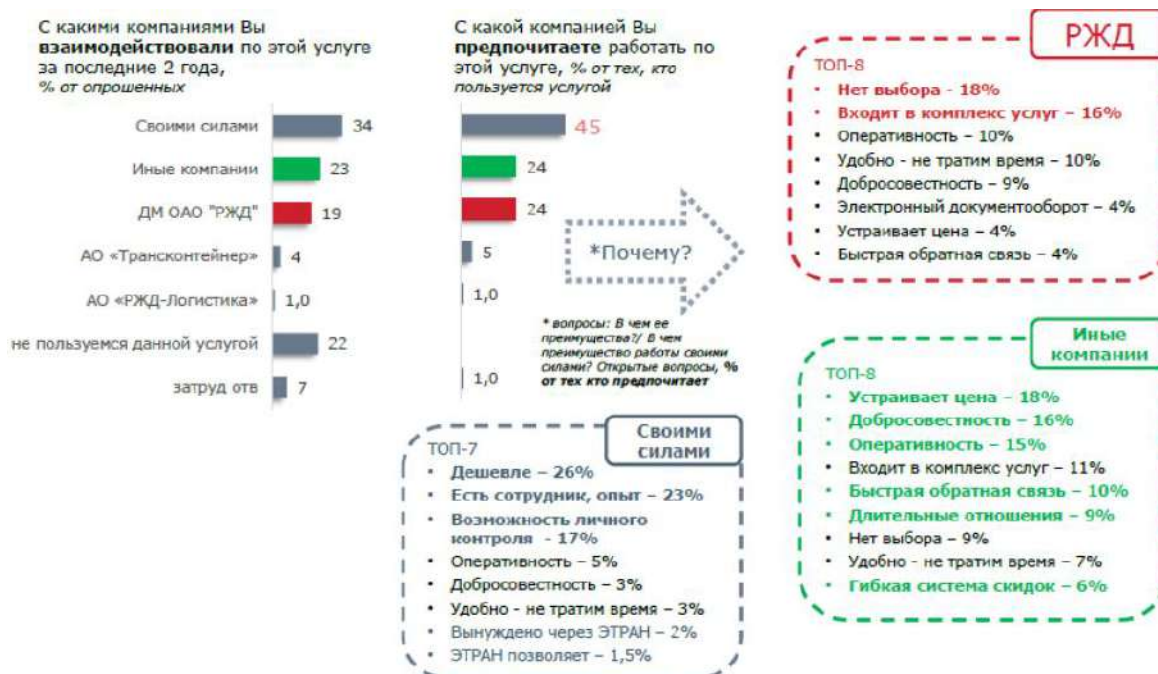 С какими компаниями Вы
взаимодействовали по этой услуге
за последние 2 года,
% от опрошенных
Своими силами 34
Иные компании 23
ДМ ОАО "РЖД" 19
АО «Трансконтейнер» 4
АО «РЖД-Логистика» 1,0
не пользуемся данной услугой 22
затруд отв 7
С какой компанией Вы
предпочитаете работать по
этой услуге, % от тех, кто
пользуется услугой
45
24
24
5
1,0
1,0
*Почему?
* вопросы: В чем ее
преимущества?/ В чем
преимущество работы своими
силами? Открытые вопросы, %
от тех кто предпочитает
РЖД
ТОП-8
• Нет выбора - 18%
• Входит в комплекс услуг – 16%
• Оперативность – 10%
• Удобно - не тратим время – 10%
• Добросовестность – 9%
• Электронный документооборот – 4%
• Устраивает цена – 4%
• Быстрая обратная связь – 4%
Иные
компании
ТОП-8
• Устраивает цена – 18%
• Добросовестность – 16%
• Оперативность – 15%
• Входит в комплекс услуг – 11%
• Быстрая обратная связь – 10%
• Длительные отношения – 9%
• Нет выбора – 9%
• Удобно - не тратим время – 7%
• Гибкая система скидок – 6%
Своими
силами
ТОП-7
• Дешевле – 26%
• Есть сотрудник, опыт – 23%
• Возможность личного
контроля - 17%
• Оперативность – 5%
• Добросовестность – 3%
• Удобно - не тратим время – 3%
• Вынуждено через ЭТРАН – 2%
• ЭТРАН позволяет – 1,5%